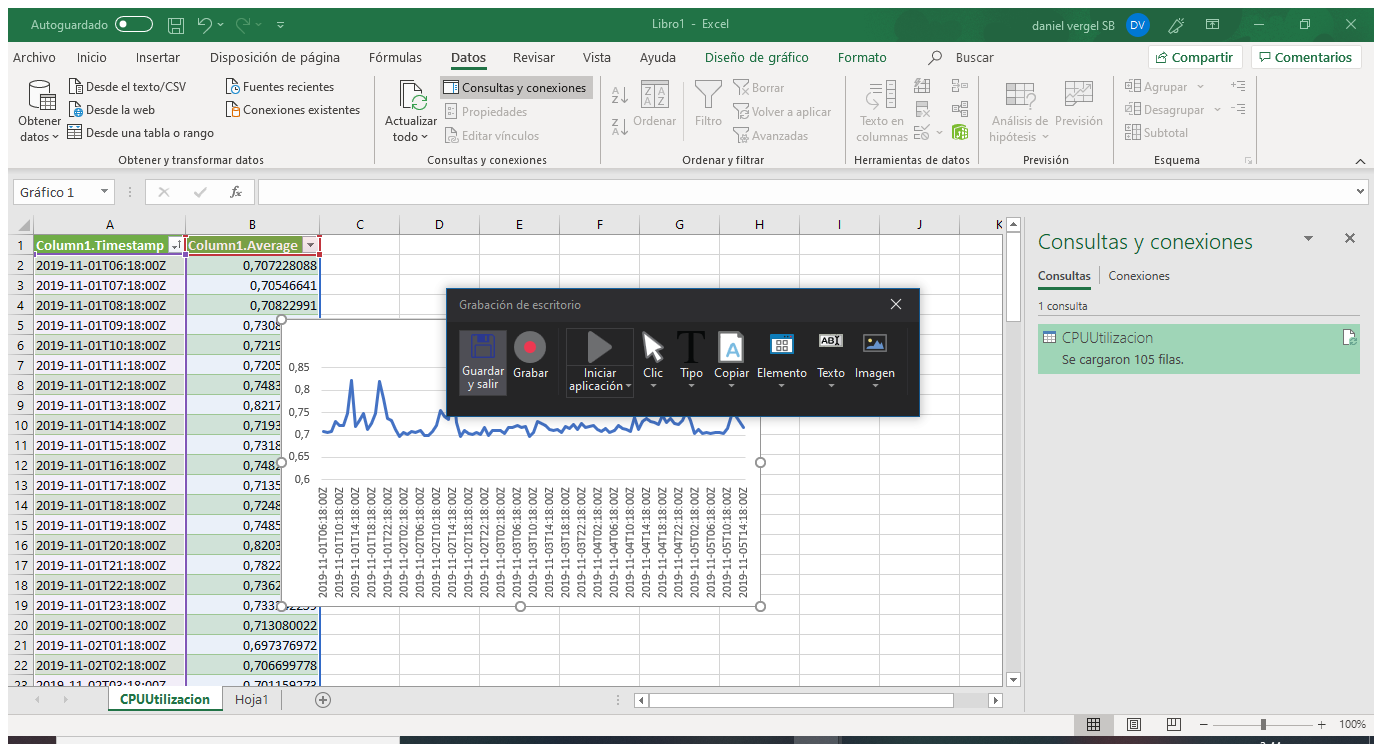 Autoguardado
Libro1 - Excel
daniel vergel SB DV
Archivo Inicio Insertar Disposición de página Fórmulas Datos Revisar Vista Ayuda Diseño de gráfico Formato Buscar Compartir Comentarios
Obtener datos
Desde el texto/CSV
Desde la web
Desde una tabla o rango
Fuentes recientes
Conexiones existentes
Obtener y transformar datos
Actualizar todo
Consultas y conexiones
Propiedades
Editar vínculos
Consultas y conexiones
Ordenar
Filtro
Borrar
Volver a aplicar
Avanzadas
Ordenar y filtrar
Texto en columnas
Herramientas de datos
Análisis de hipótesis
Previsión
Previsión
Agrupar
Desagrupar
Subtotal
Esquema
Gráfico 1 fx
A B C D E F G H I J K
1 Column1.Timestamp Column1.Average
2 2019-11-01T06:18:00Z 0,707228088
3 2019-11-01T07:18:00Z 0,70546641
4 2019-11-01T08:18:00Z 0,70822991
5 2019-11-01T09:18:00Z 0,7308
6 2019-11-01T10:18:00Z 0,7219
7 2019-11-01T11:18:00Z 0,7205
8 2019-11-01T12:18:00Z 0,7483
9 2019-11-01T13:18:00Z 0,8217
10 2019-11-01T14:18:00Z 0,7193
11 2019-11-01T15:18:00Z 0,7318
12 2019-11-01T16:18:00Z 0,7482
13 2019-11-01T17:18:00Z 0,7135
14 2019-11-01T18:18:00Z 0,7248
15 2019-11-01T19:18:00Z 0,7485
16 2019-11-01T20:18:00Z 0,8203
17 2019-11-01T21:18:00Z 0,7822
18 2019-11-01T22:18:00Z 0,7362
19 2019-11-01T23:18:00Z
20 2019-11-02T00:18:00Z 0,713080022
21 2019-11-02T01:18:00Z 0,697376972
22 2019-11-02T02:18:00Z 0,706699778
23 2019-11-02T03:18:00Z 0,701159273
0,85
0,8
0,75
0,7
0,65
0,6
2019-11-01T06:18:00Z
2019-11-01T10:18:00Z
2019-11-01T14:18:00Z
2019-11-01T18:18:00Z
2019-11-01T22:18:00Z
2019-11-02T02:18:00Z
2019-11-02T06:18:00Z
2019-11-02T10:18:00Z
2019-11-02T14:18:00Z
2019-11-02T18:18:00Z
2019-11-02T22:18:00Z
2019-11-03T02:18:00Z
2019-11-03T06:18:00Z
2019-11-03T10:18:00Z
2019-11-03T14:18:00Z
2019-11-03T18:18:00Z
2019-11-03T22:18:00Z
2019-11-04T02:18:00Z
2019-11-04T06:18:00Z
2019-11-04T10:18:00Z
2019-11-04T14:18:00Z
2019-11-04T18:18:00Z
2019-11-04T22:18:00Z
2019-11-05T02:18:00Z
2019-11-05T06:18:00Z
2019-11-05T10:18:00Z
2019-11-05T14:18:00Z
Grabación de escritorio
Guardar y salir
Grabar
Iniciar aplicación
Clic
Tipo
Copiar
Elemento
Texto
Imagen
Consultas y conexiones
Consultas Conexiones
1 consulta
CPUUtilizacion
Se cargaron 105 filas.
CPUUtilizacion Hoja1
100%